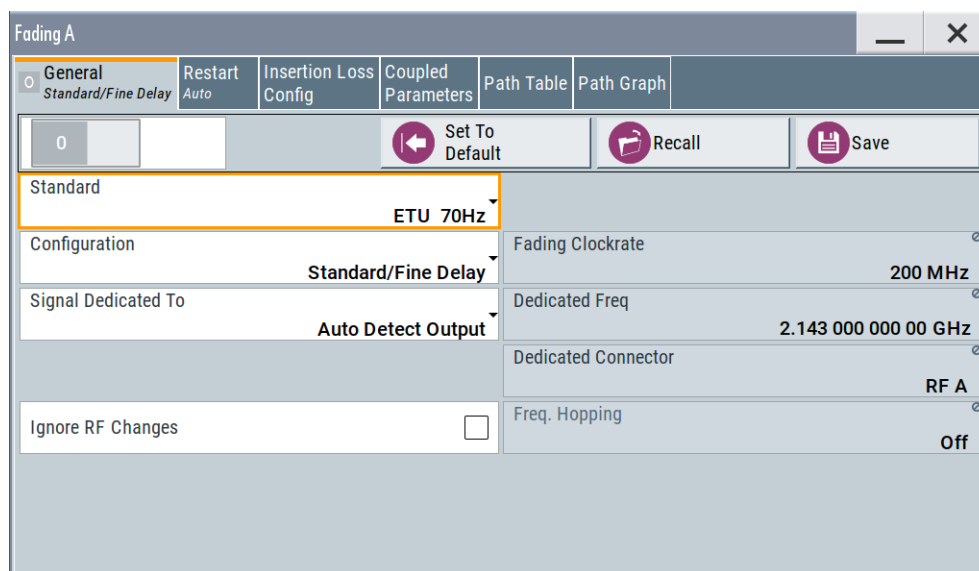 Fading A
General
Standard/Fine Delay
Restart
Auto
Insertion Loss
Config
Coupled
Parameters
Path Table
Path Graph
0
Set To
Default
Recall
Save
Standard
ETU 70Hz
Configuration
Standard/Fine Delay
Fading Clockrate
200 MHz
Signal Dedicated To
Auto Detect Output
Dedicated Freq
2.143 000 000 00 GHz
Dedicated Connector
RF A
Ignore RF Changes
Freq. Hopping
Off